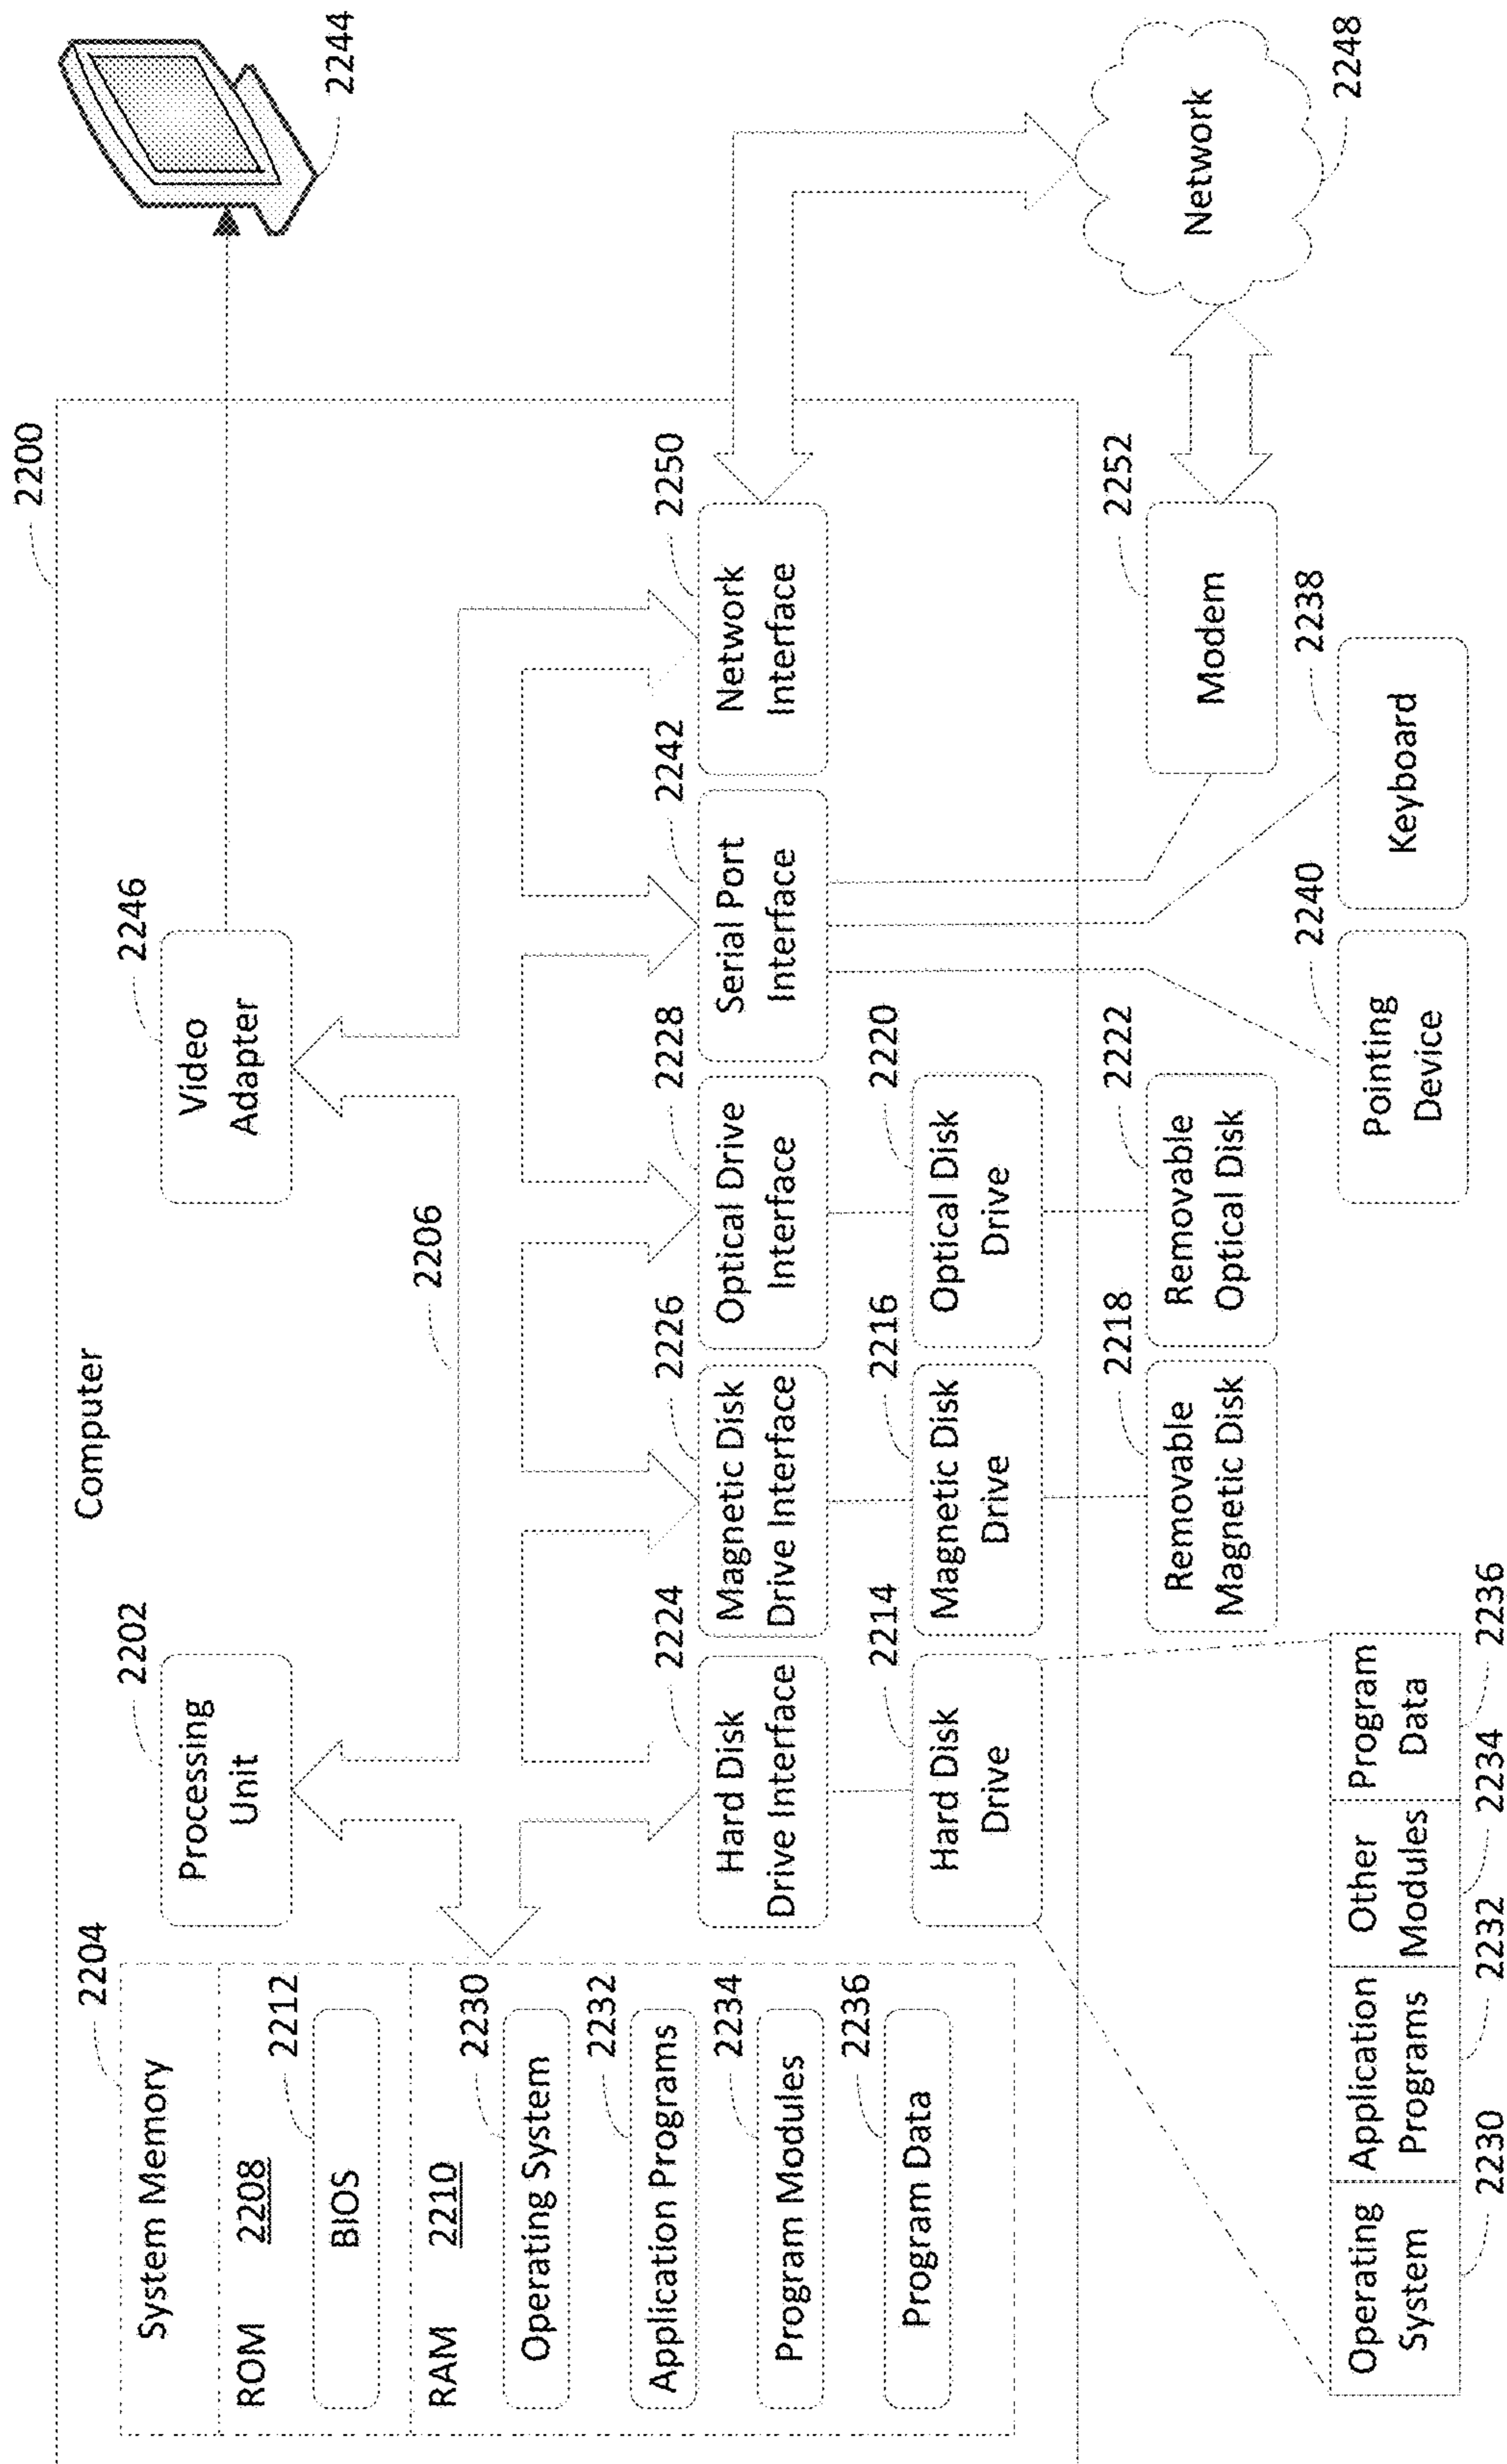 2200
Computer
2204
System Memory
ROM 2208
2212
BIOS
RAM 2210
2230
Operating System
2232
Application Programs
2234
Program Modules
2236
Program Data
2202
Processing
Unit
2246
Video
Adapter
2244
2206
2224
Hard Disk
Drive Interface
2226
Magnetic Disk
Drive Interface
2228
Optical Drive
Interface
2242
Serial Port
Interface
2250
Network
Interface
2214
Hard Disk
Drive
2216
Magnetic Disk
Drive
2220
Optical Disk
Drive
2218
Removable
Magnetic Disk
2222
Removable
Optical Disk
2252
Modem
Network
2248
2240
Pointing
Device
2238
Keyboard
Operating
System
Application
Programs
Other
Modules
Program
Data
2230
2232
2234
2236